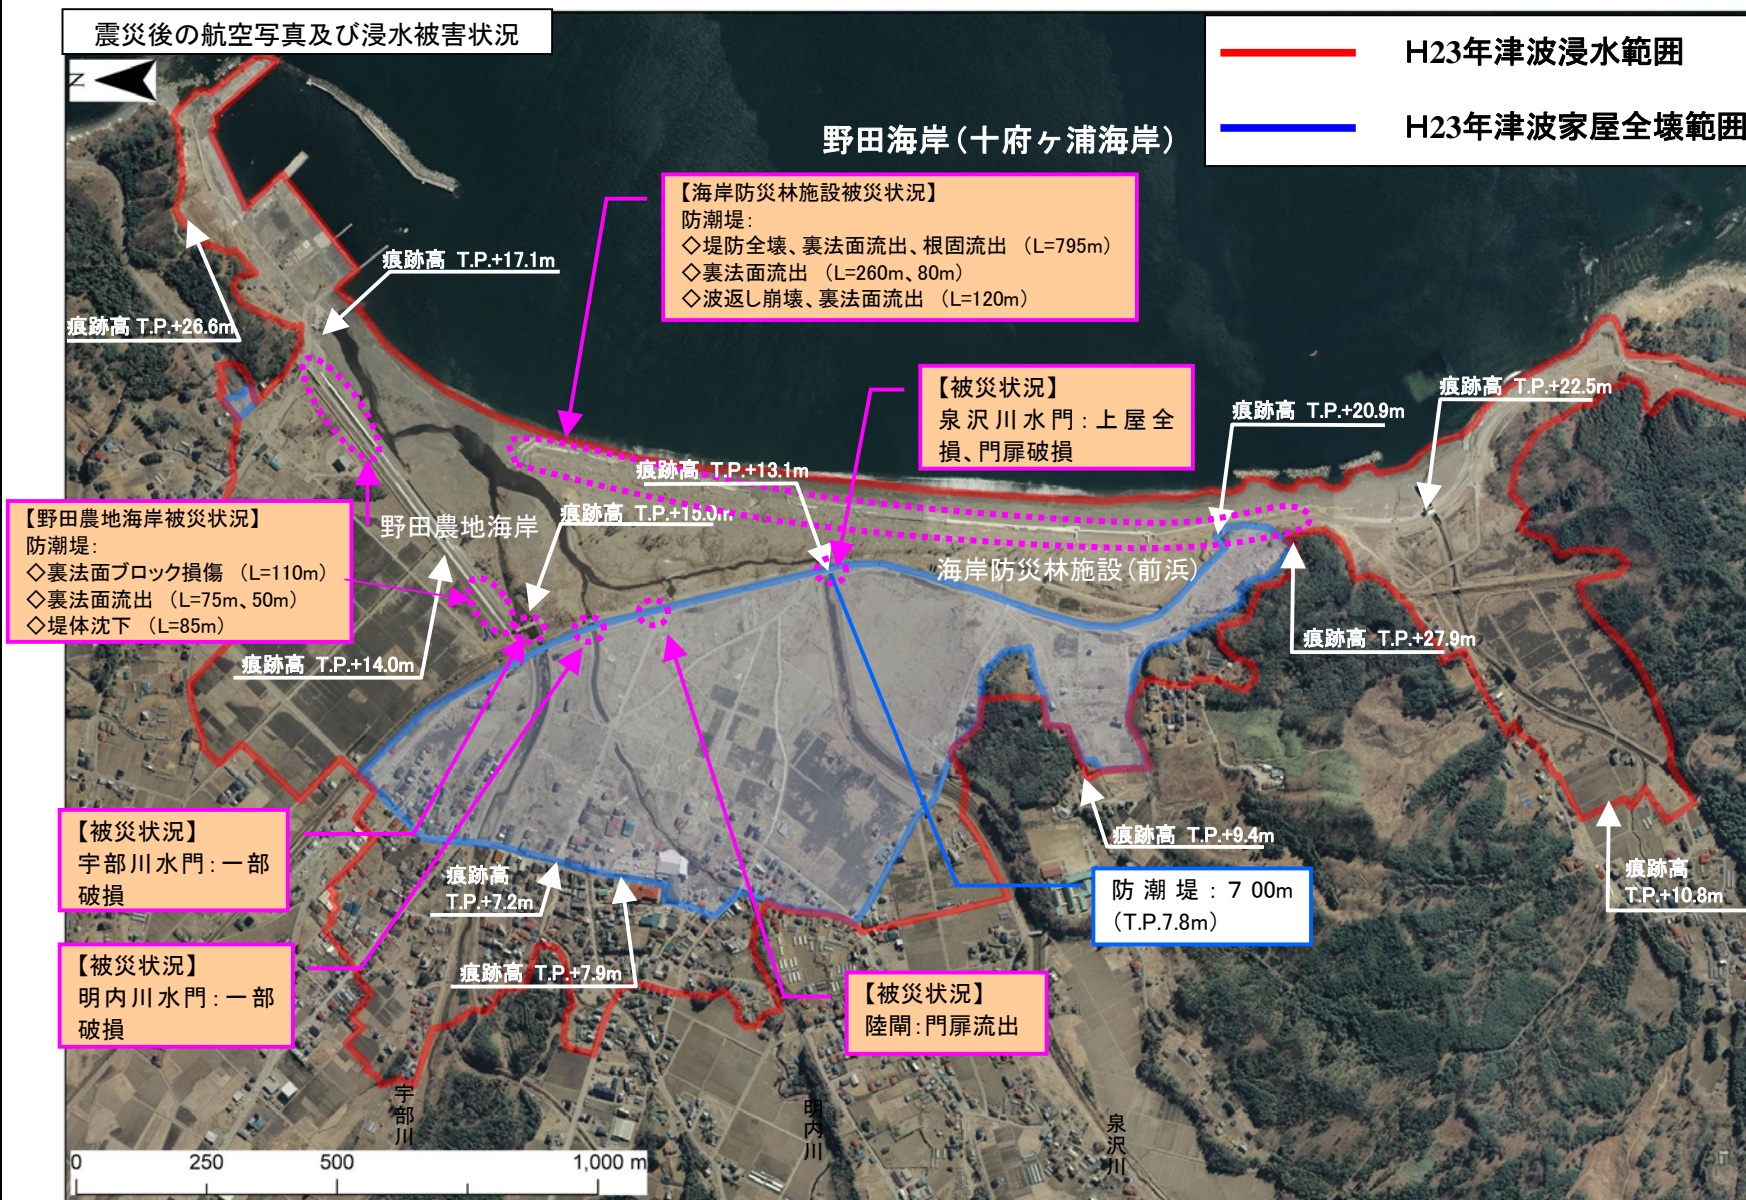 震災後の航空写真及び浸水被害状況
H23年津波浸水範囲
H23年津波家屋全壊範囲
N
野田海岸(十府ヶ浦海岸)
【海岸防災林施設被災状況】
防潮堤:
◇堤防全壊、裏法面流出、根固流出 (L=795m)
◇裏法面流出 (L=260m、80m)
◇波返し崩壊、裏法面流出 (L=120m)
痕跡高 T.P.+17.1m
痕跡高 T.P.+26.6m
【被災状況】
泉沢川水門:上屋全
損、門扉破損
痕跡高 T.P.+20.9m
痕跡高 T.P.+22.5m
痕跡高 T.P.+13.1m
痕跡高 T.P.+15.0m
野田農地海岸
【野田農地海岸被災状況】
防潮堤:
◇裏法面ブロック損傷 (L=110m)
◇裏法面流出 (L=75m、50m)
◇堤体沈下 (L=85m)
海岸防災林施設(前浜)
痕跡高 T.P.+27.9m
痕跡高 T.P.+14.0m
【被災状況】
宇部川水門:一部
破損
痕跡高 T.P.+9.4m
痕跡高
T.P.+7.2m
防潮堤:700m
(T.P.7.8m)
痕跡高
T.P.+10.8m
【被災状況】
明内川水門:一部
破損
痕跡高 T.P.+7.9m
【被災状況】
陸閘:門扉流出
宇部川
明内川
泉沢川
0 250 500 1,000 m